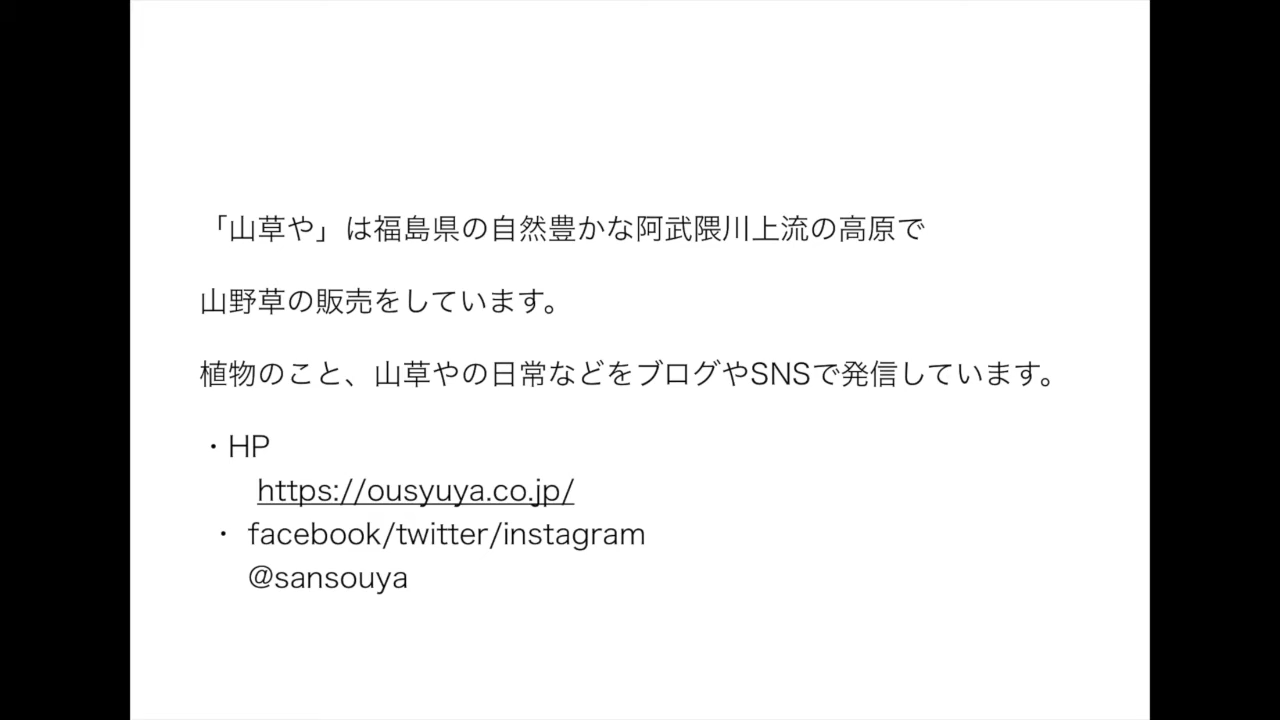 「山草や」は福島県の自然豊かな阿武隈川上流の高原で
山野草の販売をしています。
植物のこと、山草やの日常などをブログやSNSで発信しています。
・HP
https://ousyuya.co.jp/
・ facebook/twitter/instagram
@sansouya